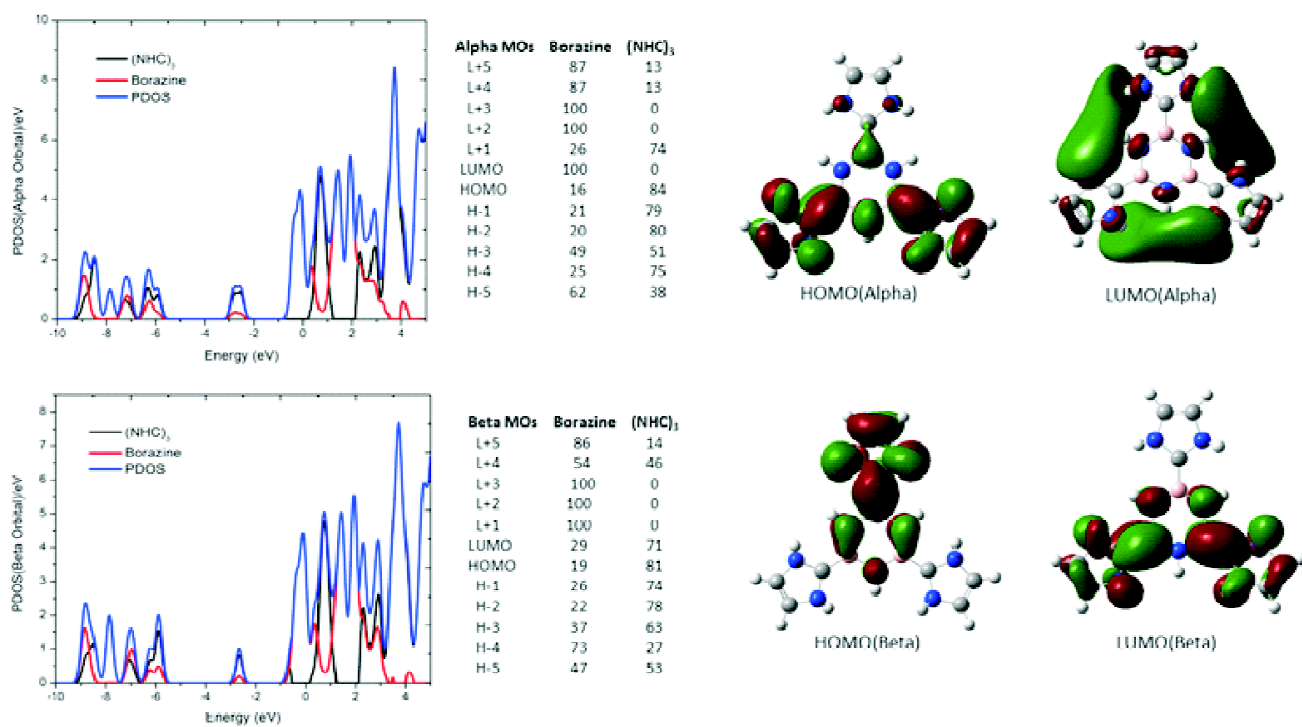 PDOS(Alpha Orbital)/eV
10
8
6
4
2
0
(NHC)3
Borazine
PDOS
-10 -8 -6 -4 -2 0 2 4
Energy (eV)
Alpha MOs Borazine (NHC)3
L+5 87 13
L+4 87 13
L+3 100 0
L+2 100 0
L+1 26 74
LUMO 100 0
HOMO 16 84
H-1 21 79
H-2 20 80
H-3 49 51
H-4 25 75
H-5 62 38
HOMO(Alpha)
LUMO(Alpha)
PDOS(Beta Orbital)/eV
8
7
6
5
4
3
2
1
0
(NHC)3
Borazine
PDOS
-10 -8 -6 -4 -2 0 2 4
Energy (eV)
Beta MOs Borazine (NHC)3
L+5 86 14
L+4 54 46
L+3 100 0
L+2 100 0
L+1 100 0
LUMO 29 71
HOMO 19 81
H-1 26 74
H-2 22 78
H-3 37 63
H-4 73 27
H-5 47 53
HOMO(Beta)
LUMO(Beta)